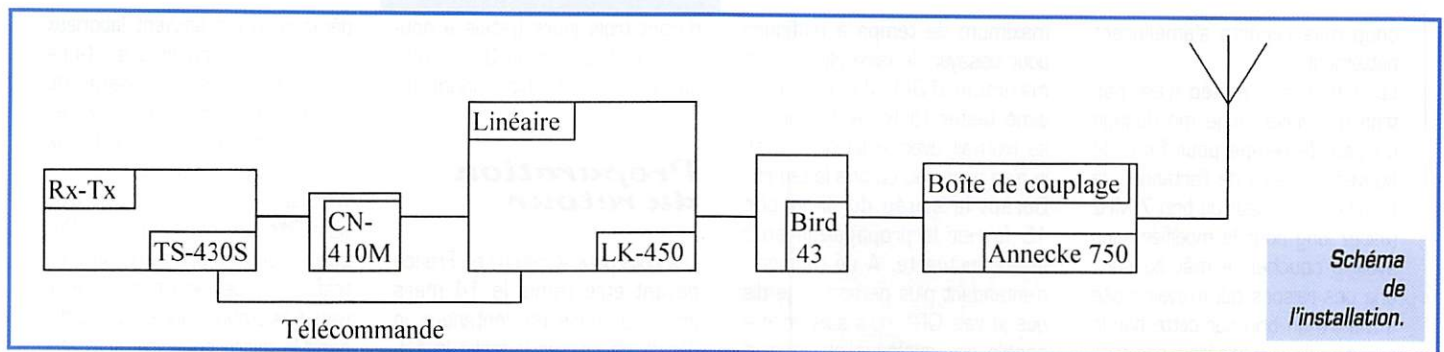 Rx-Tx
TS-430S
CN-
410M
Linéaire
LK-450
Bird
43
Boîte de couplage
Annecke 750
Télécommande
Schéma
de
l'installation.